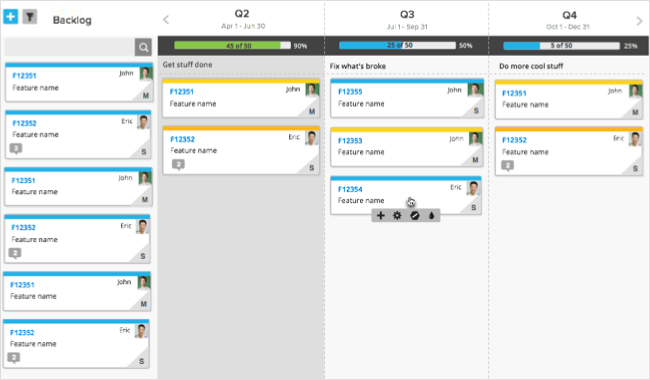 Backlog
F12351
John
Feature name
M
F12352
Eric
Feature name
2
S
F12351
John
Feature name
M
F12352
Eric
Feature name
2
S
F12351
John
Feature name
M
F12352
Eric
Feature name
2
S
Q2
Apr 1 - Jun 30
45 of 50
90%
Get stuff done
F12351
John
Feature name
M
F12352
Eric
Feature name
2
S
Q3
Jul 1 - Sep 31
25 of 50
50%
Fix what's broke
F12355
John
Feature name
S
F12353
John
Feature name
M
F12354
Eric
Feature name
S
Q4
Oct 1 - Dec 31
5 of 50
25%
Do more cool stuff
F12351
John
Feature name
M
F12352
Eric
Feature name
2
S